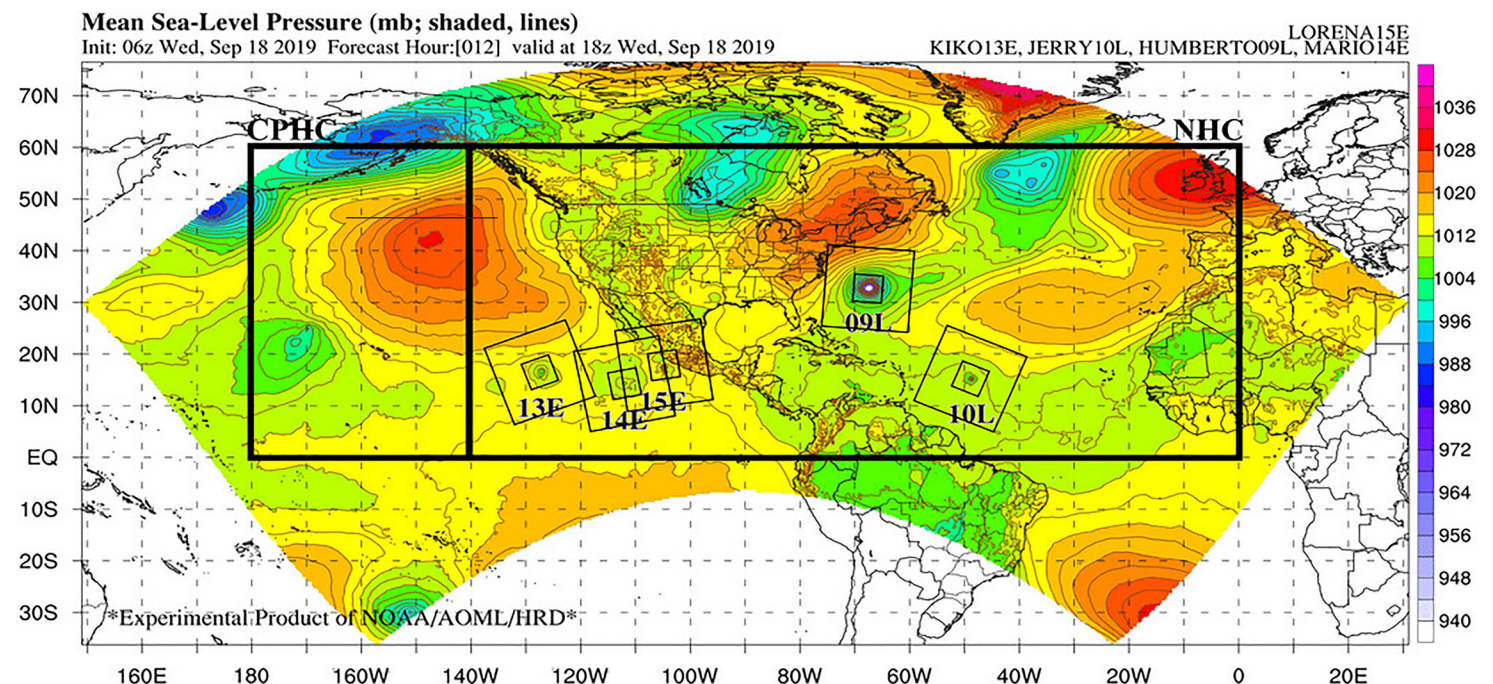 Mean Sea-Level Pressure (mb; shaded, lines)
Init: 06z Wed, Sep 18 2019 Forecast Hour:[012] valid at 18z Wed, Sep 18 2019
LORENA15E
KIKO13E, JERRY10L, HUMBERTO09L, MARIO14E
70N
60N
50N
40N
30N
20N
10N
EQ
10S
20S
30S
CPHC
NHC
09L
13E
14E
15E
10L
*Experimental Product of NOAA/AOML/HRD*
160E
180
160W
140W
120W
100W
80W
60W
40W
20W
0
20E
1036
1028
1020
1012
1004
996
988
980
972
964
956
948
940